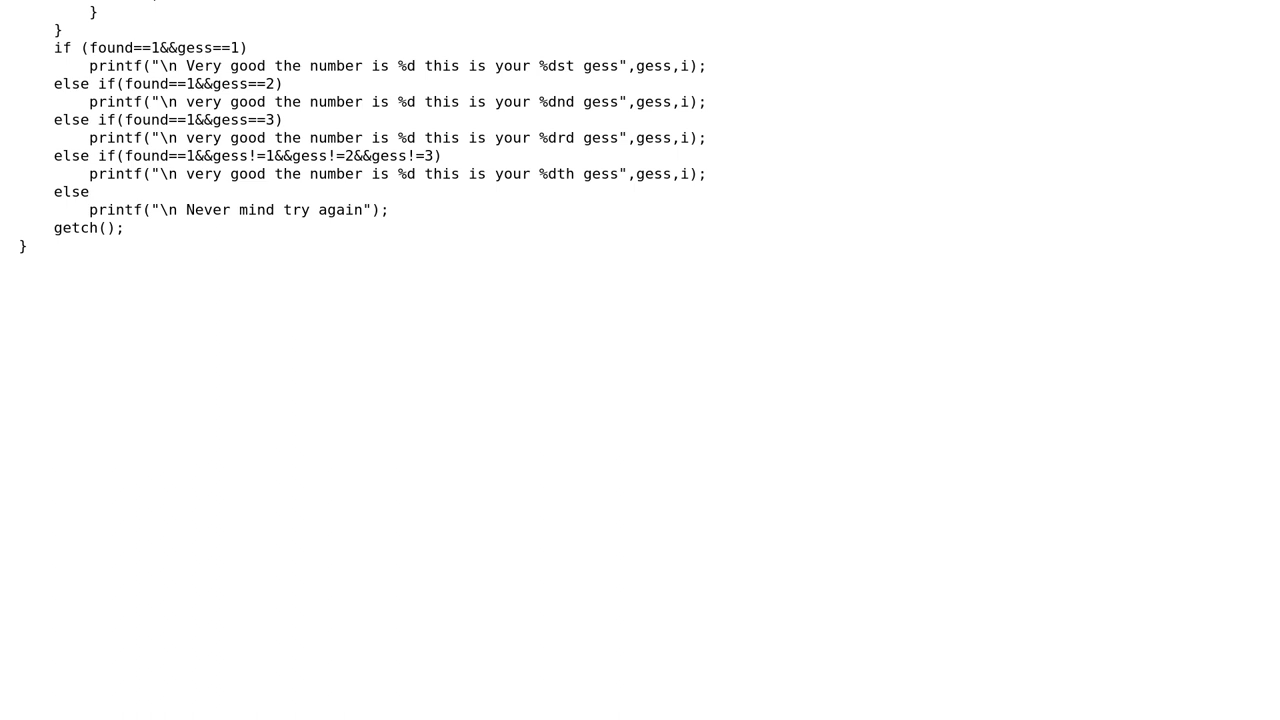 }
}
if (found==1&&gess==1)
printf("\n Very good the number is %d this is your %dst gess",gess,i);
else if(found==1&&gess==2)
printf("\n very good the number is %d this is your %dnd gess",gess,i);
else if(found==1&&gess==3)
printf("\n very good the number is %d this is your %drd gess",gess,i);
else if(found==1&&gess!=1&&gess!=2&&gess!=3)
printf("\n very good the number is %d this is your %dth gess",gess,i);
else
printf("\n Never mind try again");
getch();
}